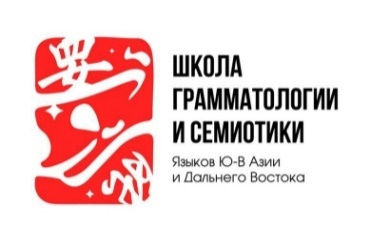 ШКОЛА
ГРАММАТОЛОГИИ
И СЕМИОТИКИ
Языков Ю-В Азии
и Дальнего Востока